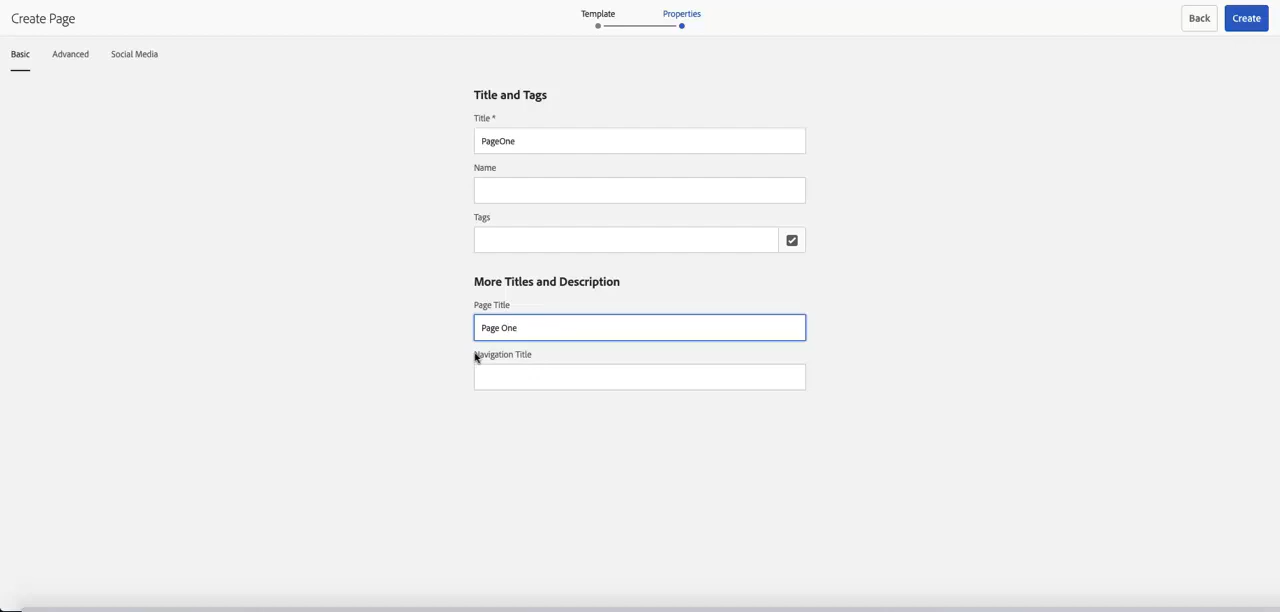 Create Page
Template Properties
Back Create
Basic Advanced Social Media
Title and Tags
Title *
PageOne
Name
Tags
More Titles and Description
Page Title
Page One
Navigation Title